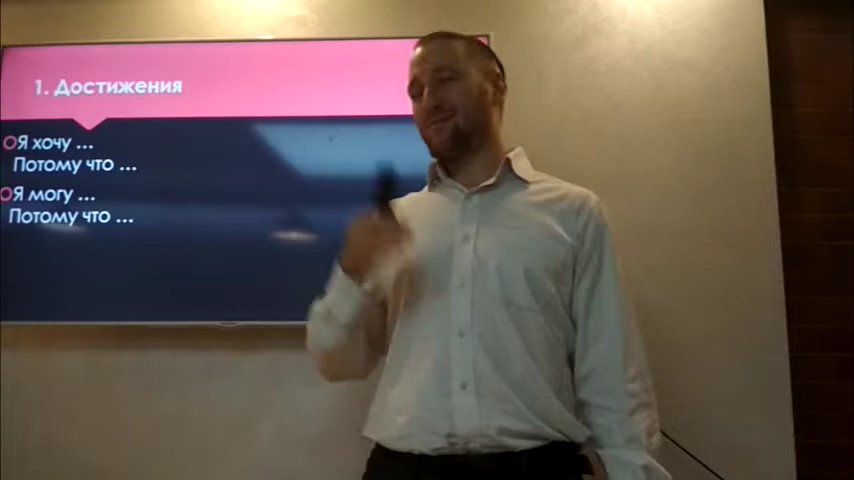 1. Достижения
Я хочу ...
Потому что ...
Я могу ...
Потому что ...